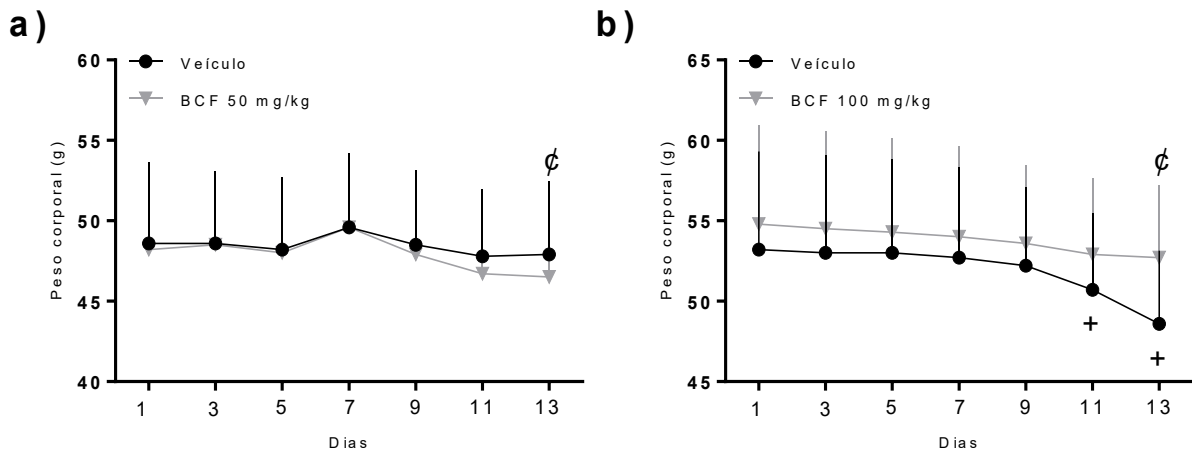 a)
60
55
50
45
40
Peso corporal (g)
Veículo
BCF 50 mg/kg
¢
1 3 5 7 9 11 13
Dias
b)
65
60
55
50
45
Peso corporal (g)
Veículo
BCF 100 mg/kg
¢
+
+
1 3 5 7 9 11 13
Dias